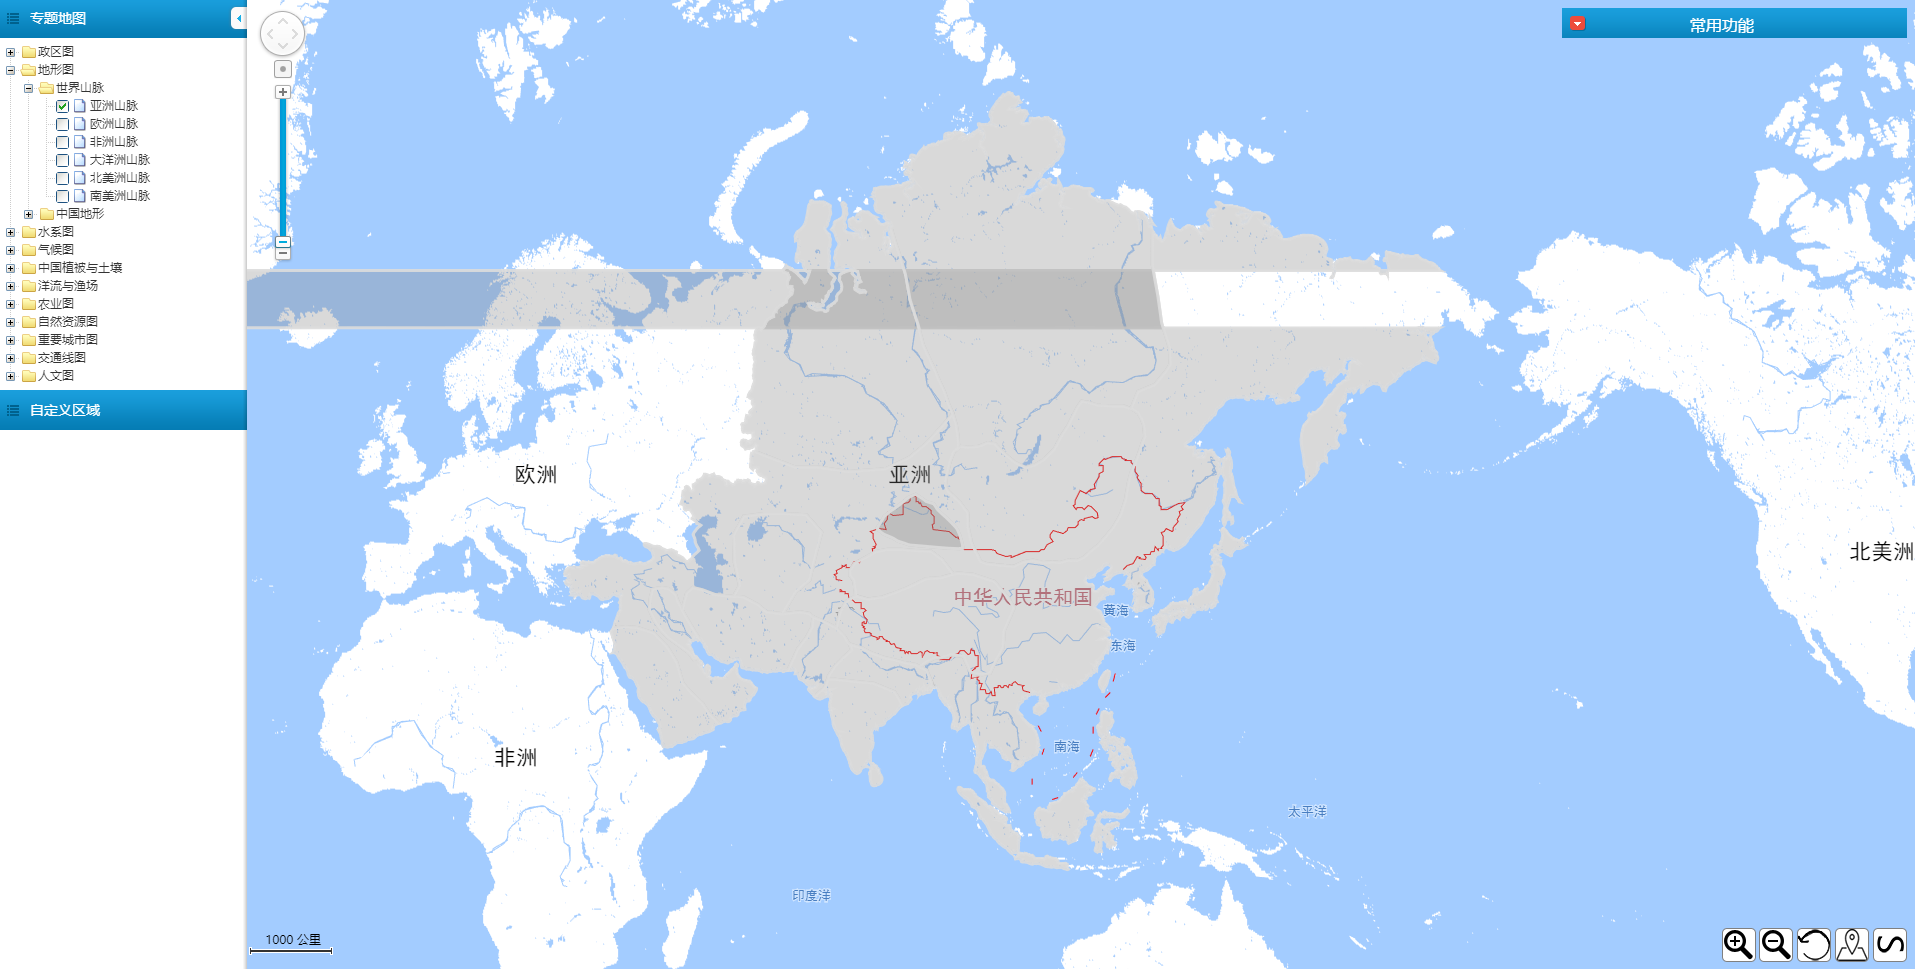 专题地图
政区图
地形图
世界山脉
亚洲山脉
欧洲山脉
非洲山脉
大洋洲山脉
北美洲山脉
南美洲山脉
中国地形
水系图
气候图
中国植被与土壤
洋流与渔场
农业图
自然资源图
重要城市图
交通线图
人文图
自定义区域
常用功能
欧洲
亚洲
北美洲
中华人民共和国
黄海
东海
南海
非洲
太平洋
印度洋
1000 公里